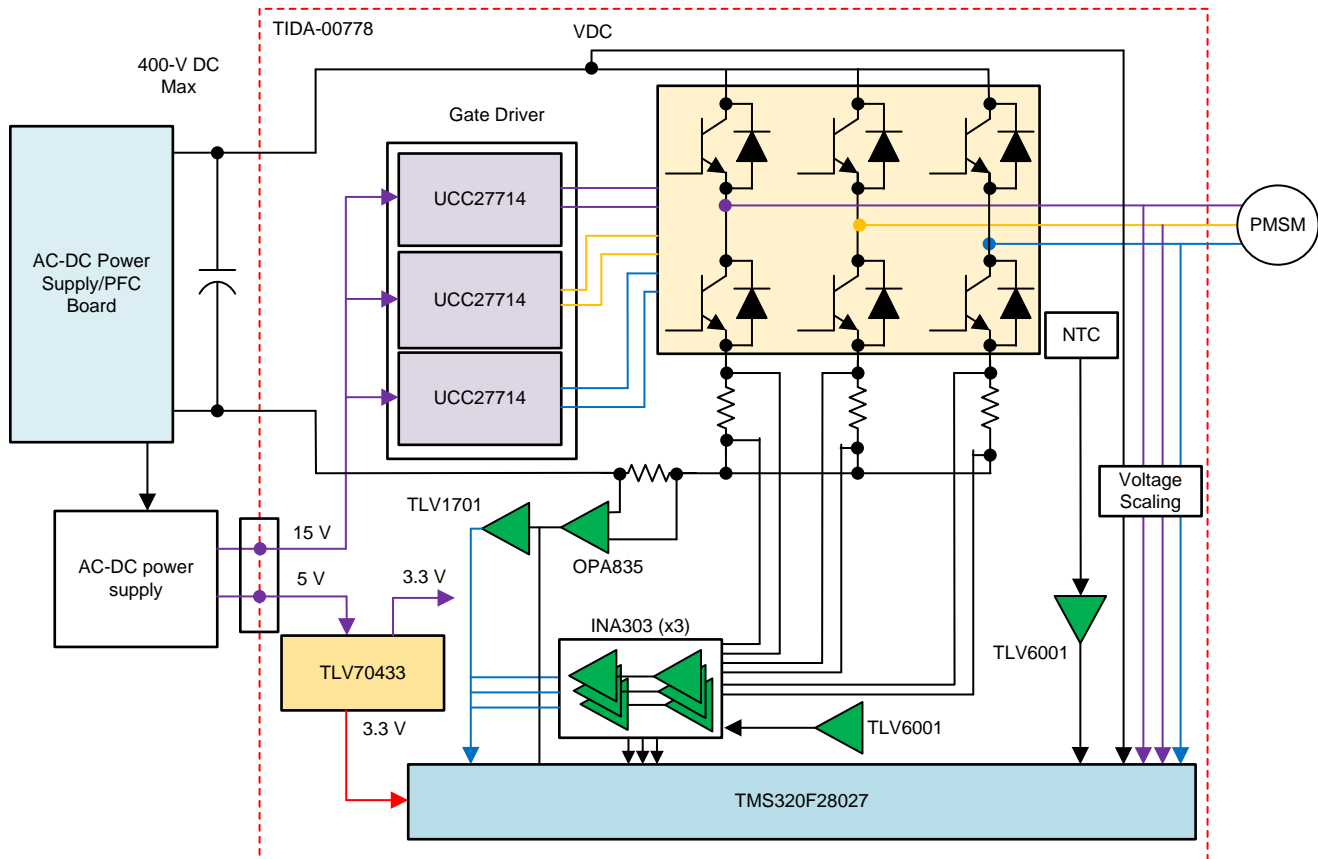 TIDA-00778
VDC
400-V DC
Max
Gate Driver
UCC27714
UCC27714
UCC27714
AC-DC Power
Supply/PFC
Board
PMSM
NTC
Voltage
Scaling
TLV1701
OPA835
15 V
5 V
3.3 V
AC-DC power
supply
INA303 (x3)
TLV6001
TLV70433
3.3 V
TLV6001
TMS320F28027